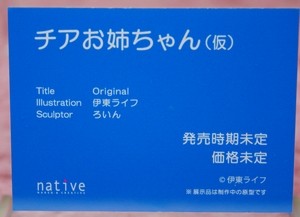 チアお姉ちゃん(仮)
Title Original
Illustration 伊東ライフ
Sculptor ろいん
発売時期未定
価格未定
© 伊東ライフ
native
※ 展示品は制作中の原型です